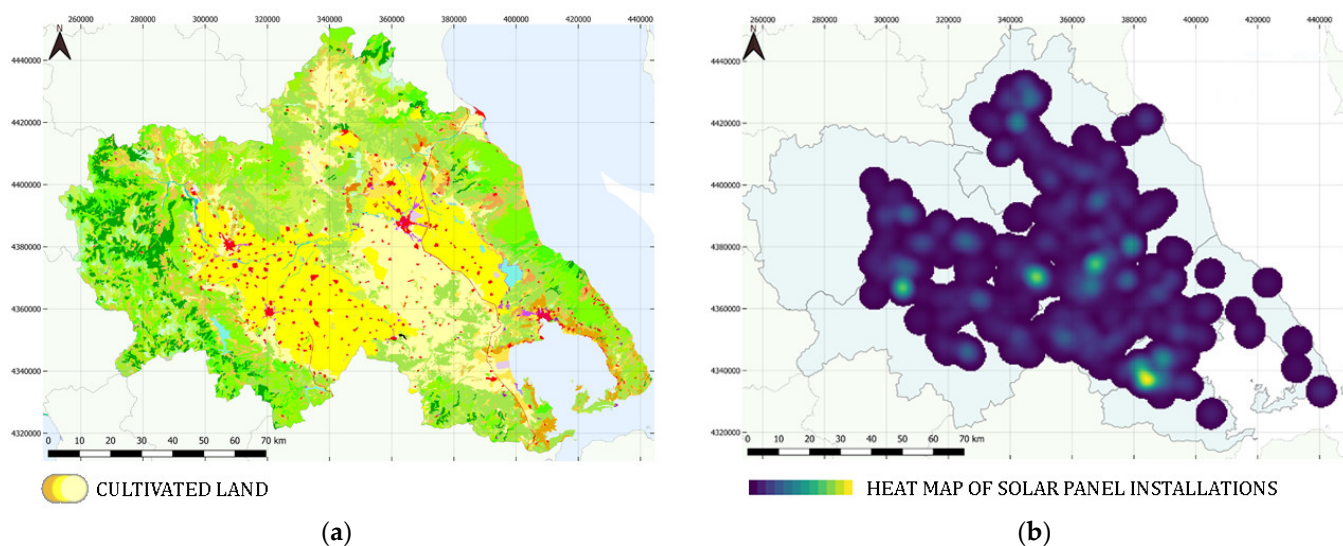 260000 280000 300000 320000 340000 360000 380000 400000 420000 440000
N
4440000
4420000
4400000
4380000
4360000
4340000
4320000
0 10 20 30 40 50 60 70 km
CULTIVATED LAND
(a)
260000 280000 300000 320000 340000 360000 380000 400000 420000 440000
N
4440000
4420000
4400000
4380000
4360000
4340000
4320000
0 10 20 30 40 50 60 70 km
HEAT MAP OF SOLAR PANEL INSTALLATIONS
(b)